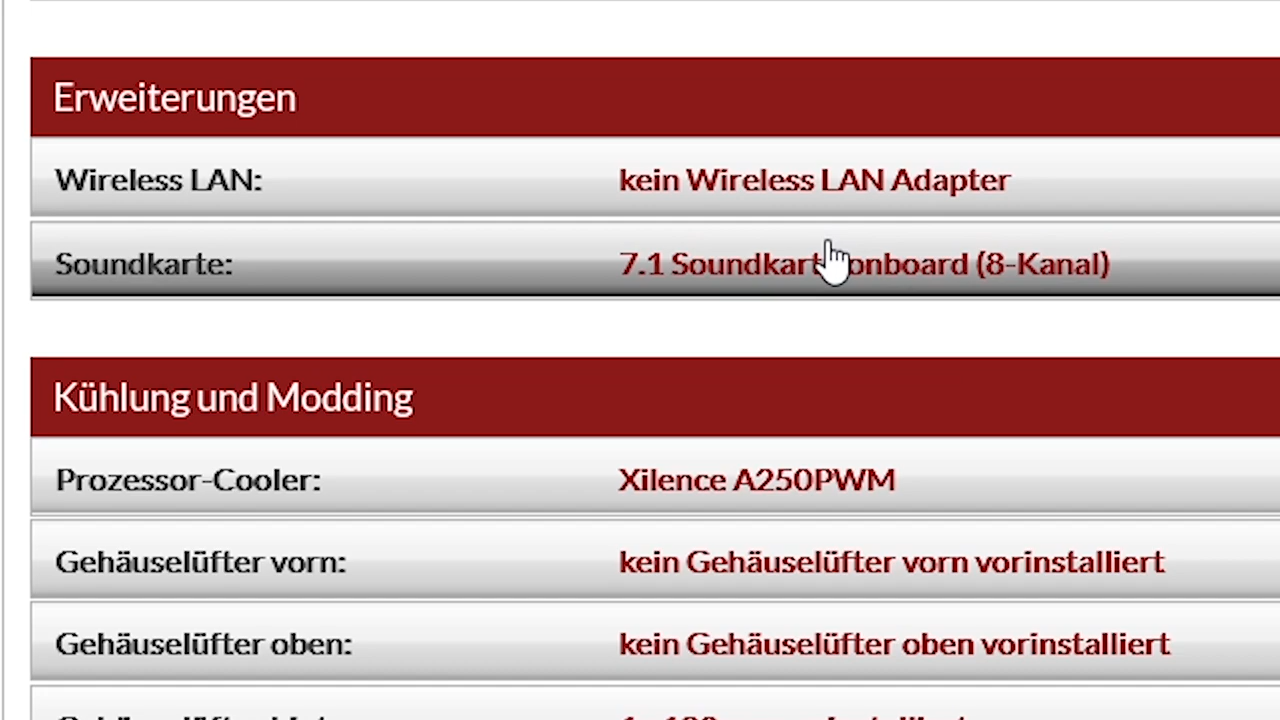 Erweiterungen
Wireless LAN: kein Wireless LAN Adapter
Soundkarte: 7.1 Soundkarte onboard (8-Kanal)
Kühlung und Modding
Prozessor-Cooler: Xilence A250PWM
Gehäuselüfter vorn: kein Gehäuselüfter vorn vorinstalliert
Gehäuselüfter oben: kein Gehäuselüfter oben vorinstalliert